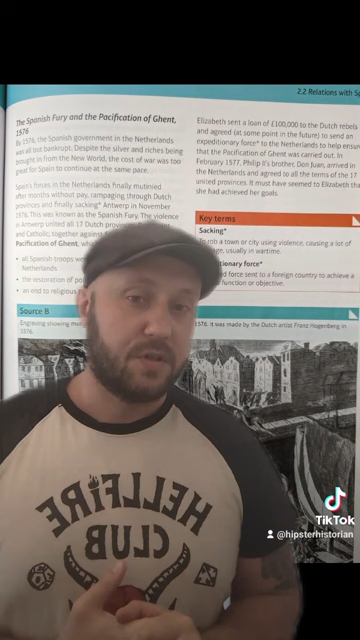 2.2 Relations with Sp
The Spanish Fury and the Pacification of Ghent,
1576
By 1576, the Spanish government in the Netherlands
was all but bankrupt. Despite the silver and riches being
brought in from the New World, the cost of war was too
great for Spain to continue at the same pace.
Spain's forces in the Netherlands finally mutinied
after months without pay, rampaging through Dutch
provinces and finally sacking* Antwerp in November
1576. This was known as the Spanish Fury. The violence
in Antwerp united all 17 Dutch prov
and Catholic, together against
Pacification of Ghent, wh
• all Spanish troops
Netherlands
• the restoration of po
• an end to religious
Elizabeth sent a loan of £100,000 to the Dutch rebels
and agreed (at some point in the future) to send an
expeditionary force* to the Netherlands to help ensure
that the Pacification of Ghent was carried out. In
February 1577, Philip II's brother, Don Juan, arrived in
the Netherlands and agreed to all the terms of the 17
united provinces. It must have seemed to Elizabeth tha
she had achieved her goals.
Key terms
Sacking*
To rob a town or city using violence, causing a lot of
age, usually in wartime.
tionary force*
d force sent to a foreign country to achieve a
function or objective.
Source B
Engraving showing
1576. It was made by the Dutch artist Franz Hogenberg in
1576.
HELLFIRE
CLUB
TikTok
@hipsterhistorian